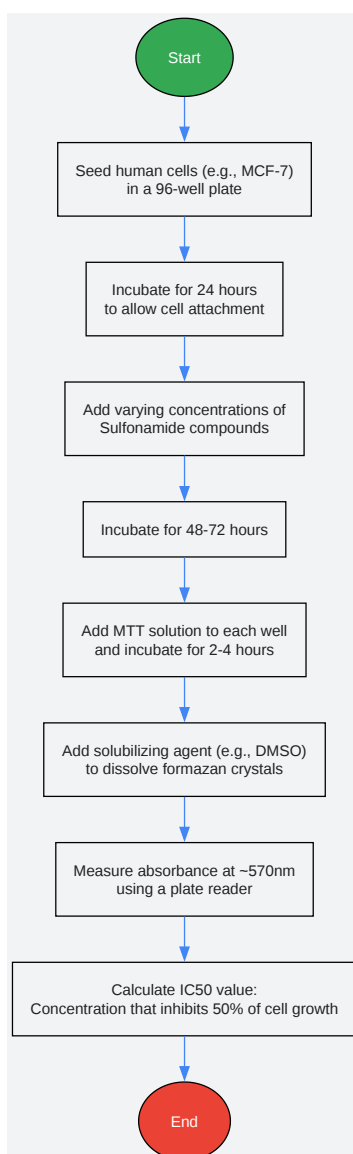 Start
Seed human cells (e.g., MCF-7)
in a 96-well plate
Incubate for 24 hours
to allow cell attachment
Add varying concentrations of
Sulfonamide compounds
Incubate for 48-72 hours
Add MTT solution to each well
and incubate for 2-4 hours
Add solubilizing agent (e.g., DMSO)
to dissolve formazan crystals
Measure absorbance at ~570nm
using a plate reader
Calculate IC50 value:
Concentration that inhibits 50% of cell growth
End